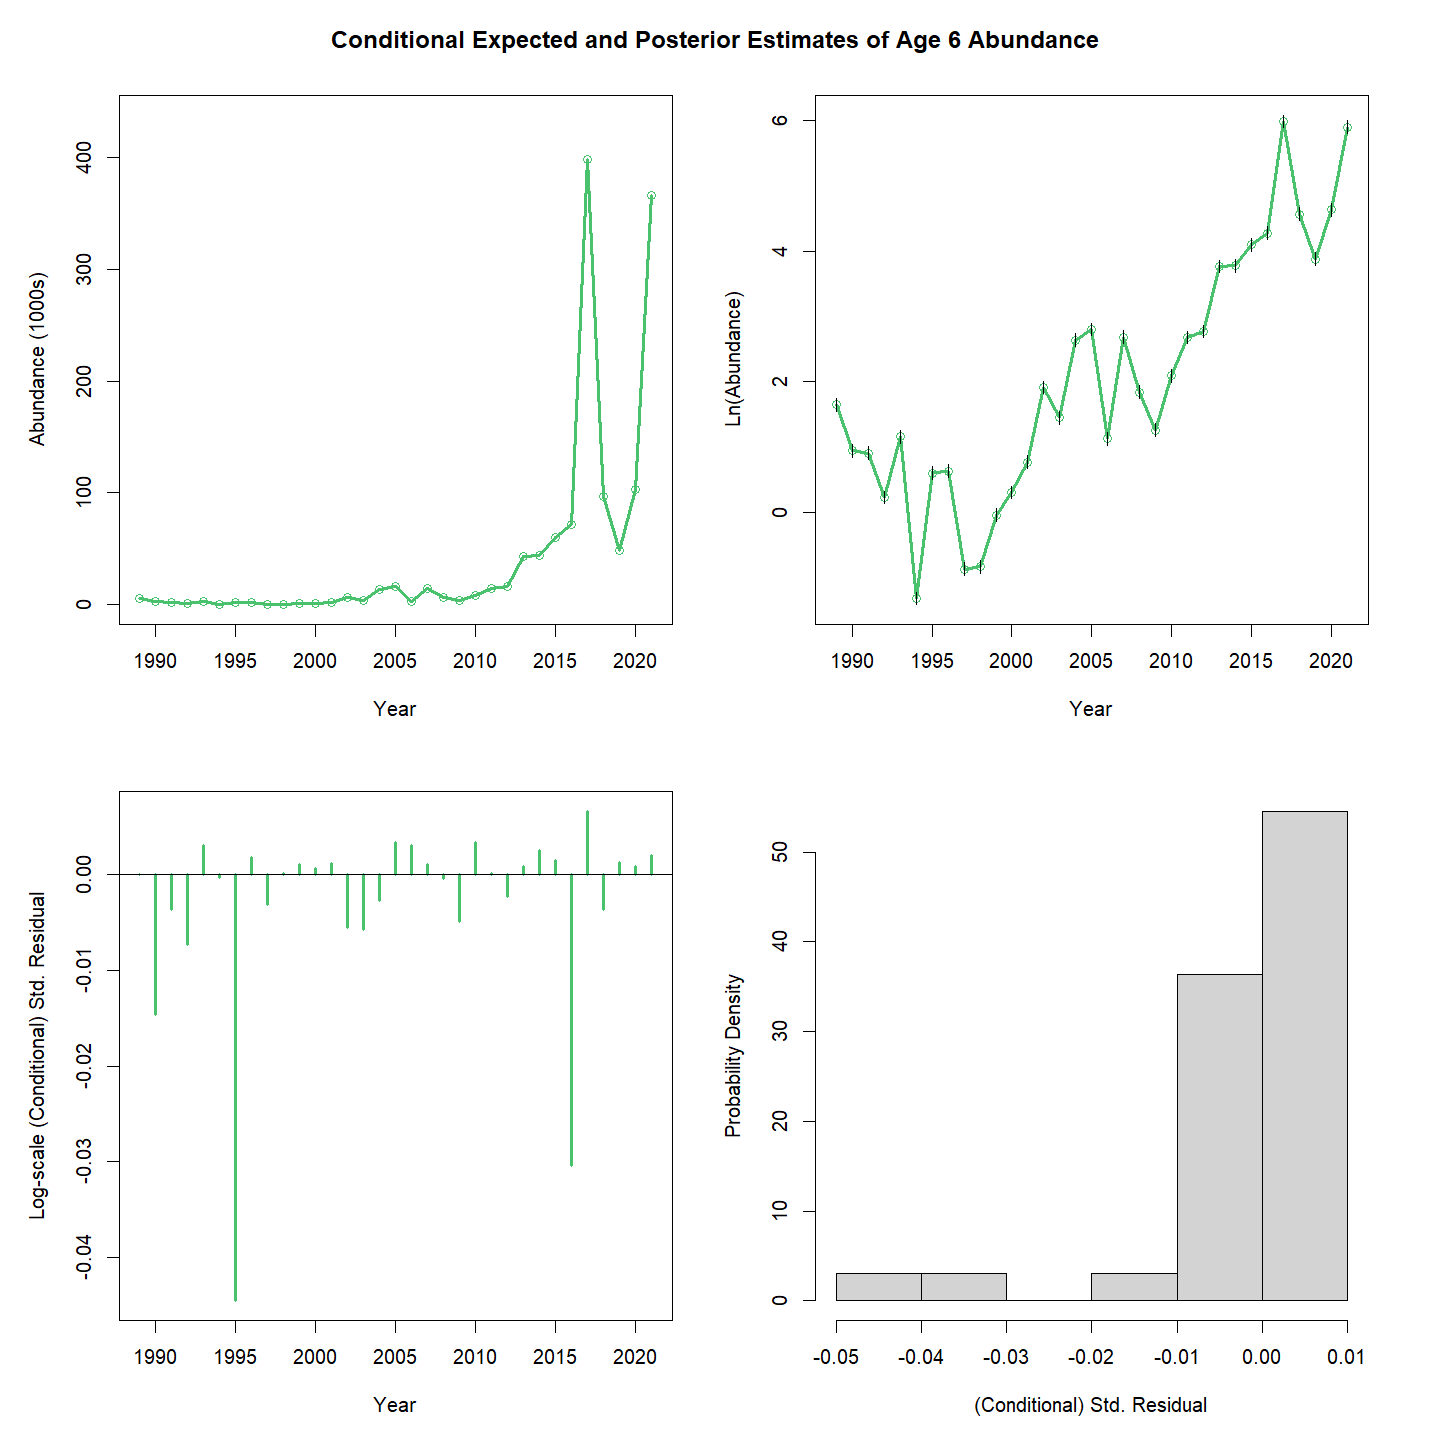 Conditional Expected and Posterior Estimates of Age 6 Abundance
Abundance (1000s)
400
300
200
100
0
1990 1995 2000 2005 2010 2015 2020
Year
Ln(Abundance)
6
4
2
0
1990 1995 2000 2005 2010 2015 2020
Year
Log-scale (Conditional) Std. Residual
0.00
-0.01
-0.02
-0.03
-0.04
1990 1995 2000 2005 2010 2015 2020
Year
Probability Density
50
40
30
20
10
0
-0.05 -0.04 -0.03 -0.02 -0.01 0.00 0.01
(Conditional) Std. Residual